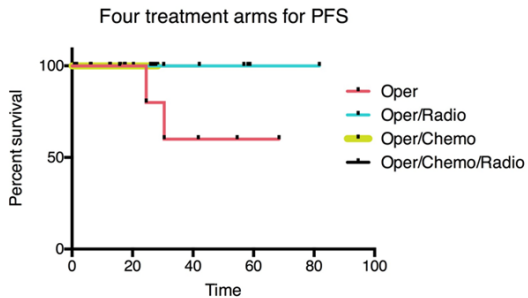 Four treatment arms for PFS
Percent survival
100
50
0
0 20 40 60 80 100
Time
Oper
Oper/Radio
Oper/Chemo
Oper/Chemo/Radio